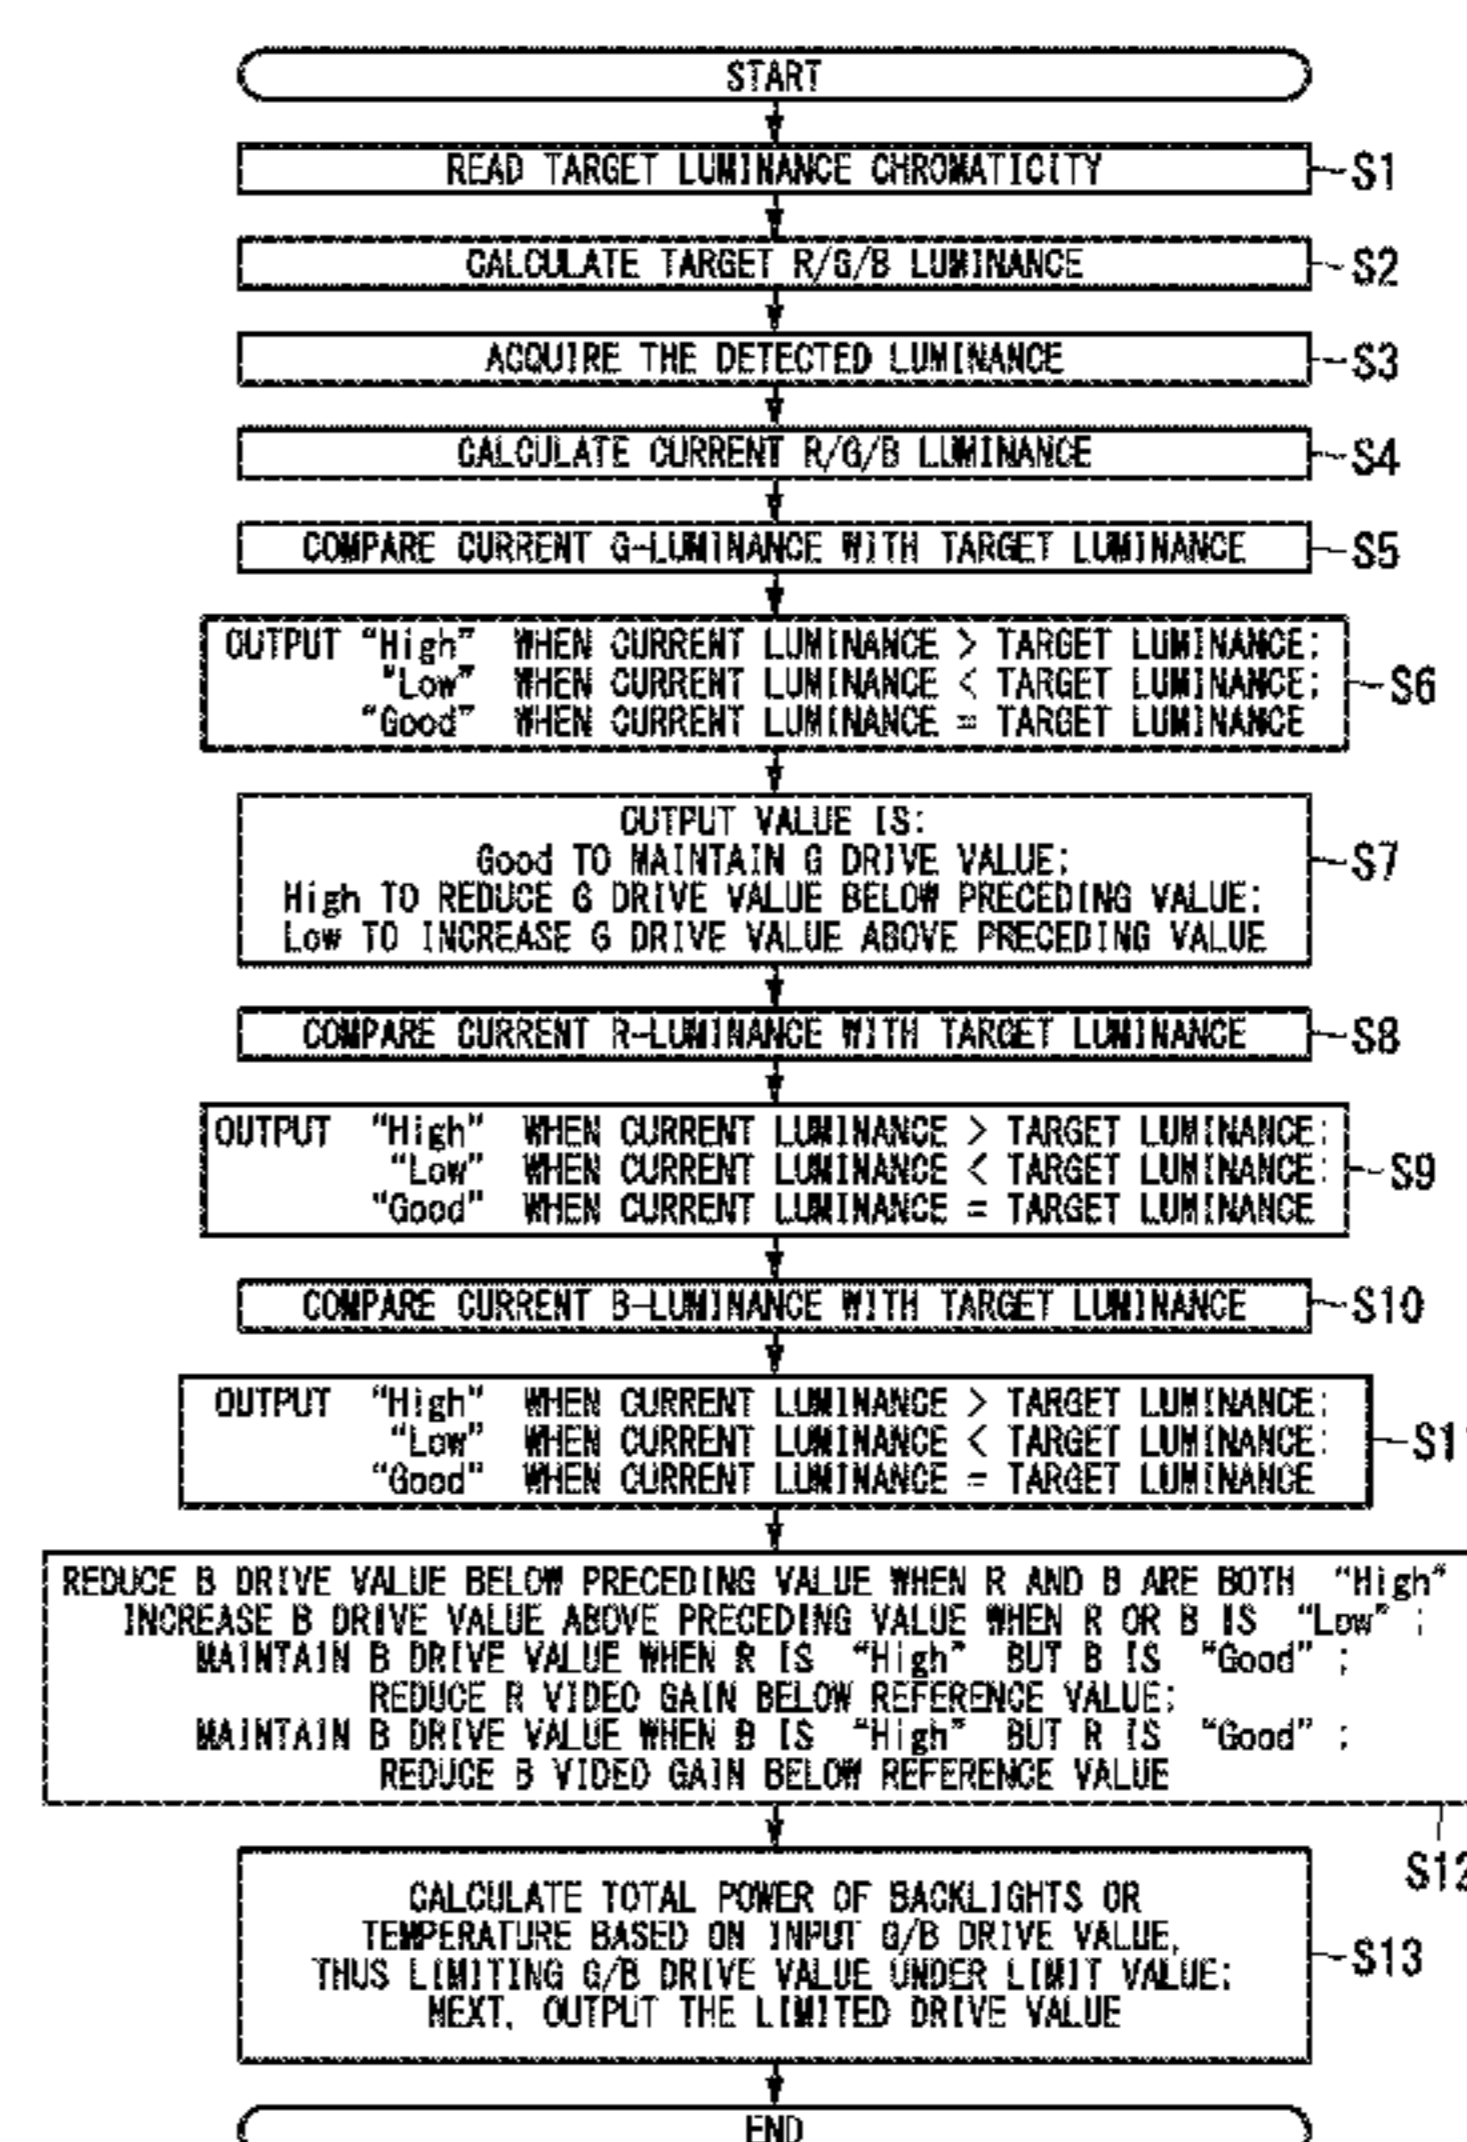 START
READ TARGET LUMINANCE CHROMATICITY
S1
CALCULATE TARGET R/G/B LUMINANCE
S2
ACQUIRE THE DETECTED LUMINANCE
S3
CALCULATE CURRENT R/G/B LUMINANCE
S4
COMPARE CURRENT G-LUMINANCE WITH TARGET LUMINANCE
S5
OUTPUT “High” WHEN CURRENT LUMINANCE > TARGET LUMINANCE;
“Low” WHEN CURRENT LUMINANCE < TARGET LUMINANCE;
“Good” WHEN CURRENT LUMINANCE = TARGET LUMINANCE
S6
OUTPUT VALUE IS:
Good TO MAINTAIN G DRIVE VALUE;
High TO REDUCE G DRIVE VALUE BELOW PRECEDING VALUE;
Low TO INCREASE G DRIVE VALUE ABOVE PRECEDING VALUE
S7
COMPARE CURRENT R-LUMINANCE WITH TARGET LUMINANCE
S8
OUTPUT “High” WHEN CURRENT LUMINANCE > TARGET LUMINANCE;
“Low” WHEN CURRENT LUMINANCE < TARGET LUMINANCE;
“Good” WHEN CURRENT LUMINANCE = TARGET LUMINANCE
S9
COMPARE CURRENT B-LUMINANCE WITH TARGET LUMINANCE
S10
OUTPUT “High” WHEN CURRENT LUMINANCE > TARGET LUMINANCE;
“Low” WHEN CURRENT LUMINANCE < TARGET LUMINANCE;
“Good” WHEN CURRENT LUMINANCE = TARGET LUMINANCE
S11
REDUCE B DRIVE VALUE BELOW PRECEDING VALUE WHEN R AND B ARE BOTH “High”
INCREASE B DRIVE VALUE ABOVE PRECEDING VALUE WHEN R OR B IS “Low” ;
MAINTAIN B DRIVE VALUE WHEN R IS “High” BUT B IS “Good” ;
REDUCE R VIDEO GAIN BELOW REFERENCE VALUE;
MAINTAIN B DRIVE VALUE WHEN B IS “High” BUT R IS “Good” ;
REDUCE B VIDEO GAIN BELOW REFERENCE VALUE
S12
CALCULATE TOTAL POWER OF BACKLIGHTS OR
TEMPERATURE BASED ON INPUT G/B DRIVE VALUE,
THUS LIMITING G/B DRIVE VALUE UNDER LIMIT VALUE;
NEXT, OUTPUT THE LIMITED DRIVE VALUE
S13
END